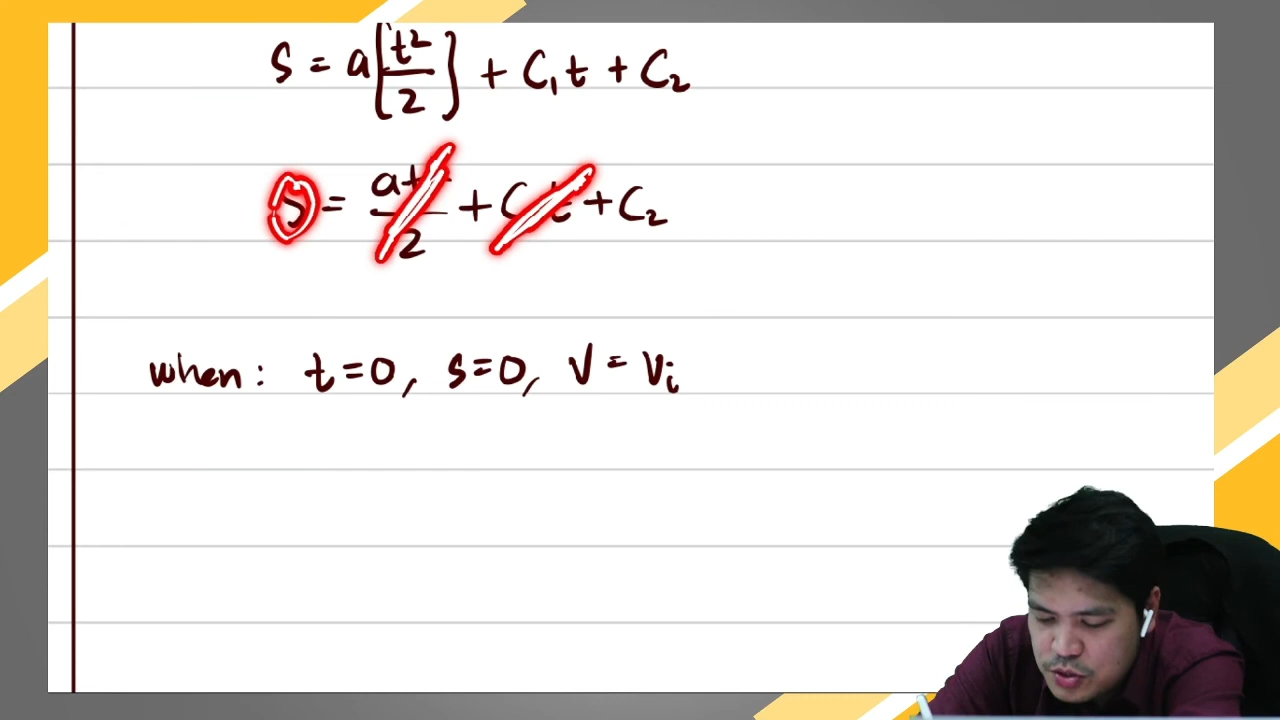 S = a[t²/2] + C₁t + C₂
S = at²/2 + C₁t + C₂
when: t=0, s=0, V=Vi